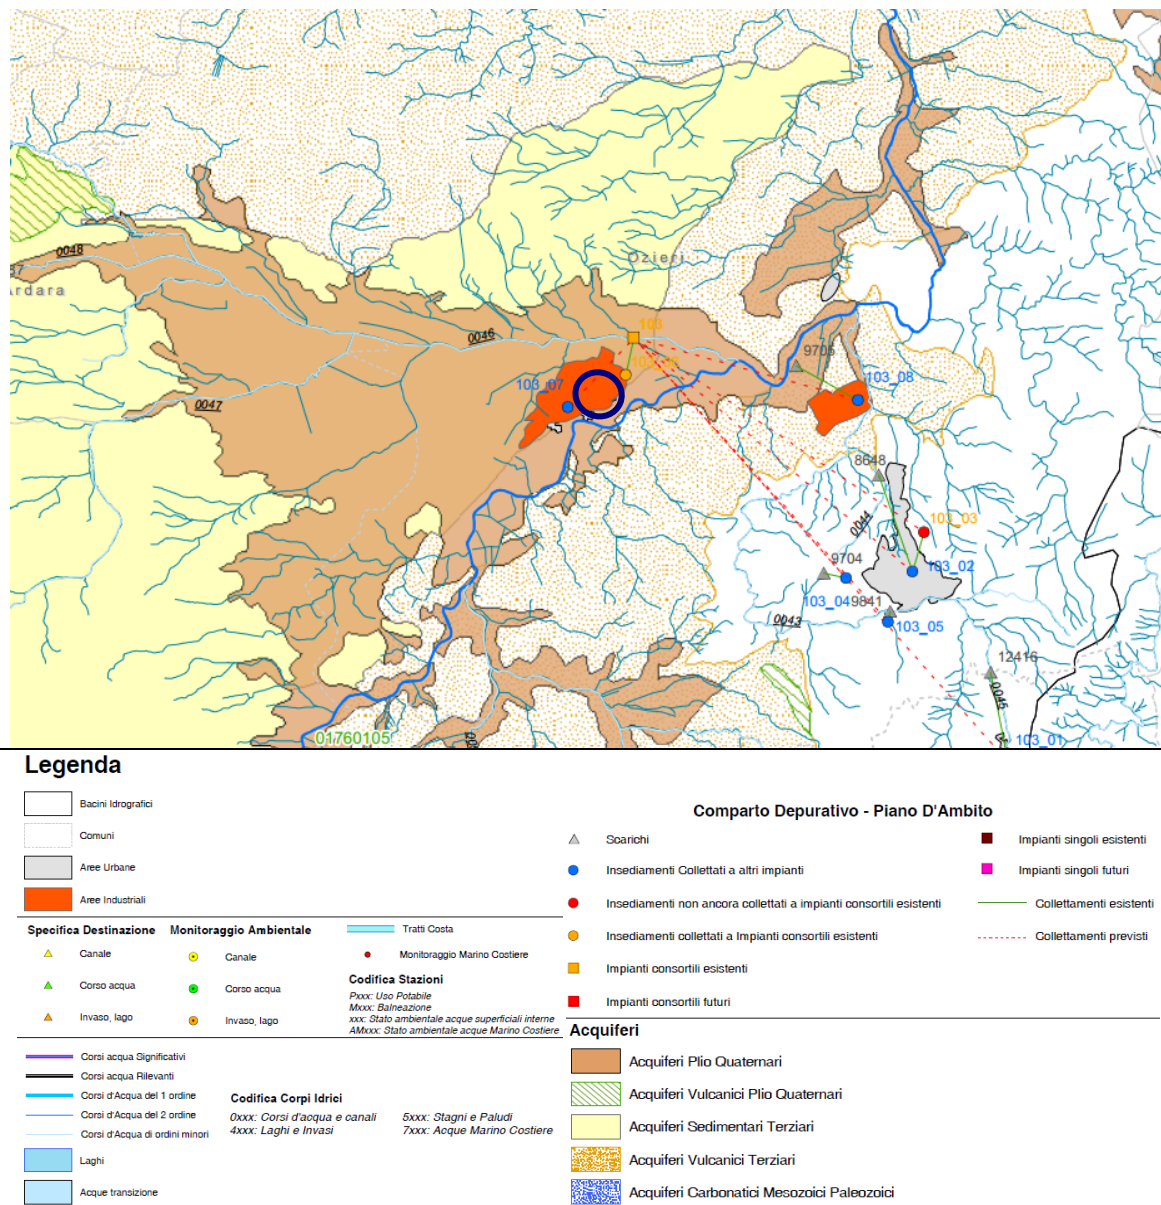 0048
37
rdara
Ozieri
0046
103
9705
103_07
103_08
0047
8648
0044
103_03
9704
103_02
103_04
9841
0043
103_05
12416
0045
01760105
103_01
Legenda
Bacini Idrografici
Comuni
Aree Urbane
Aree Industriali
Specifica Destinazione
Canale
Corso acqua
Invaso, lago
Monitoraggio Ambientale
Canale
Corso acqua
Invaso, lago
Tratti Costa
Monitoraggio Marino Costiere
Codifica Stazioni
Pxxx: Uso Potabile
Mxxx: Balneazione
xxx: Stato ambientale acque superficiali interne
AMxxx: Stato ambientale acque Marino Costiere
Corsi acqua Significativi
Corsi acqua Rilevanti
Corsi d'Acqua del 1 ordine
Corsi d'Acqua del 2 ordine
Corsi d'Acqua di ordini minori
Laghi
Acque transizione
Codifica Corpi Idrici
0xxx: Corsi d'acqua e canali
4xxx: Laghi e Invasi
5xxx: Stagni e Paludi
7xxx: Acque Marino Costiere
Comparto Depurativo - Piano D'Ambito
Soarichi
Insediamenti Collettati a altri impianti
Insediamenti non ancora collettati a impianti consortili esistenti
Insediamenti collettati a Impianti consortili esistenti
Impianti consortili esistenti
Impianti consortili futuri
Impianti singoli esistenti
Impianti singoli futuri
Collettamenti esistenti
Collettamenti previsti
Acquiferi
Acquiferi Plio Quaternari
Acquiferi Vulcanici Plio Quaternari
Acquiferi Sedimentari Terziari
Acquiferi Vulcanici Terziari
Acquiferi Carbonatici Mesozoici Paleozoici